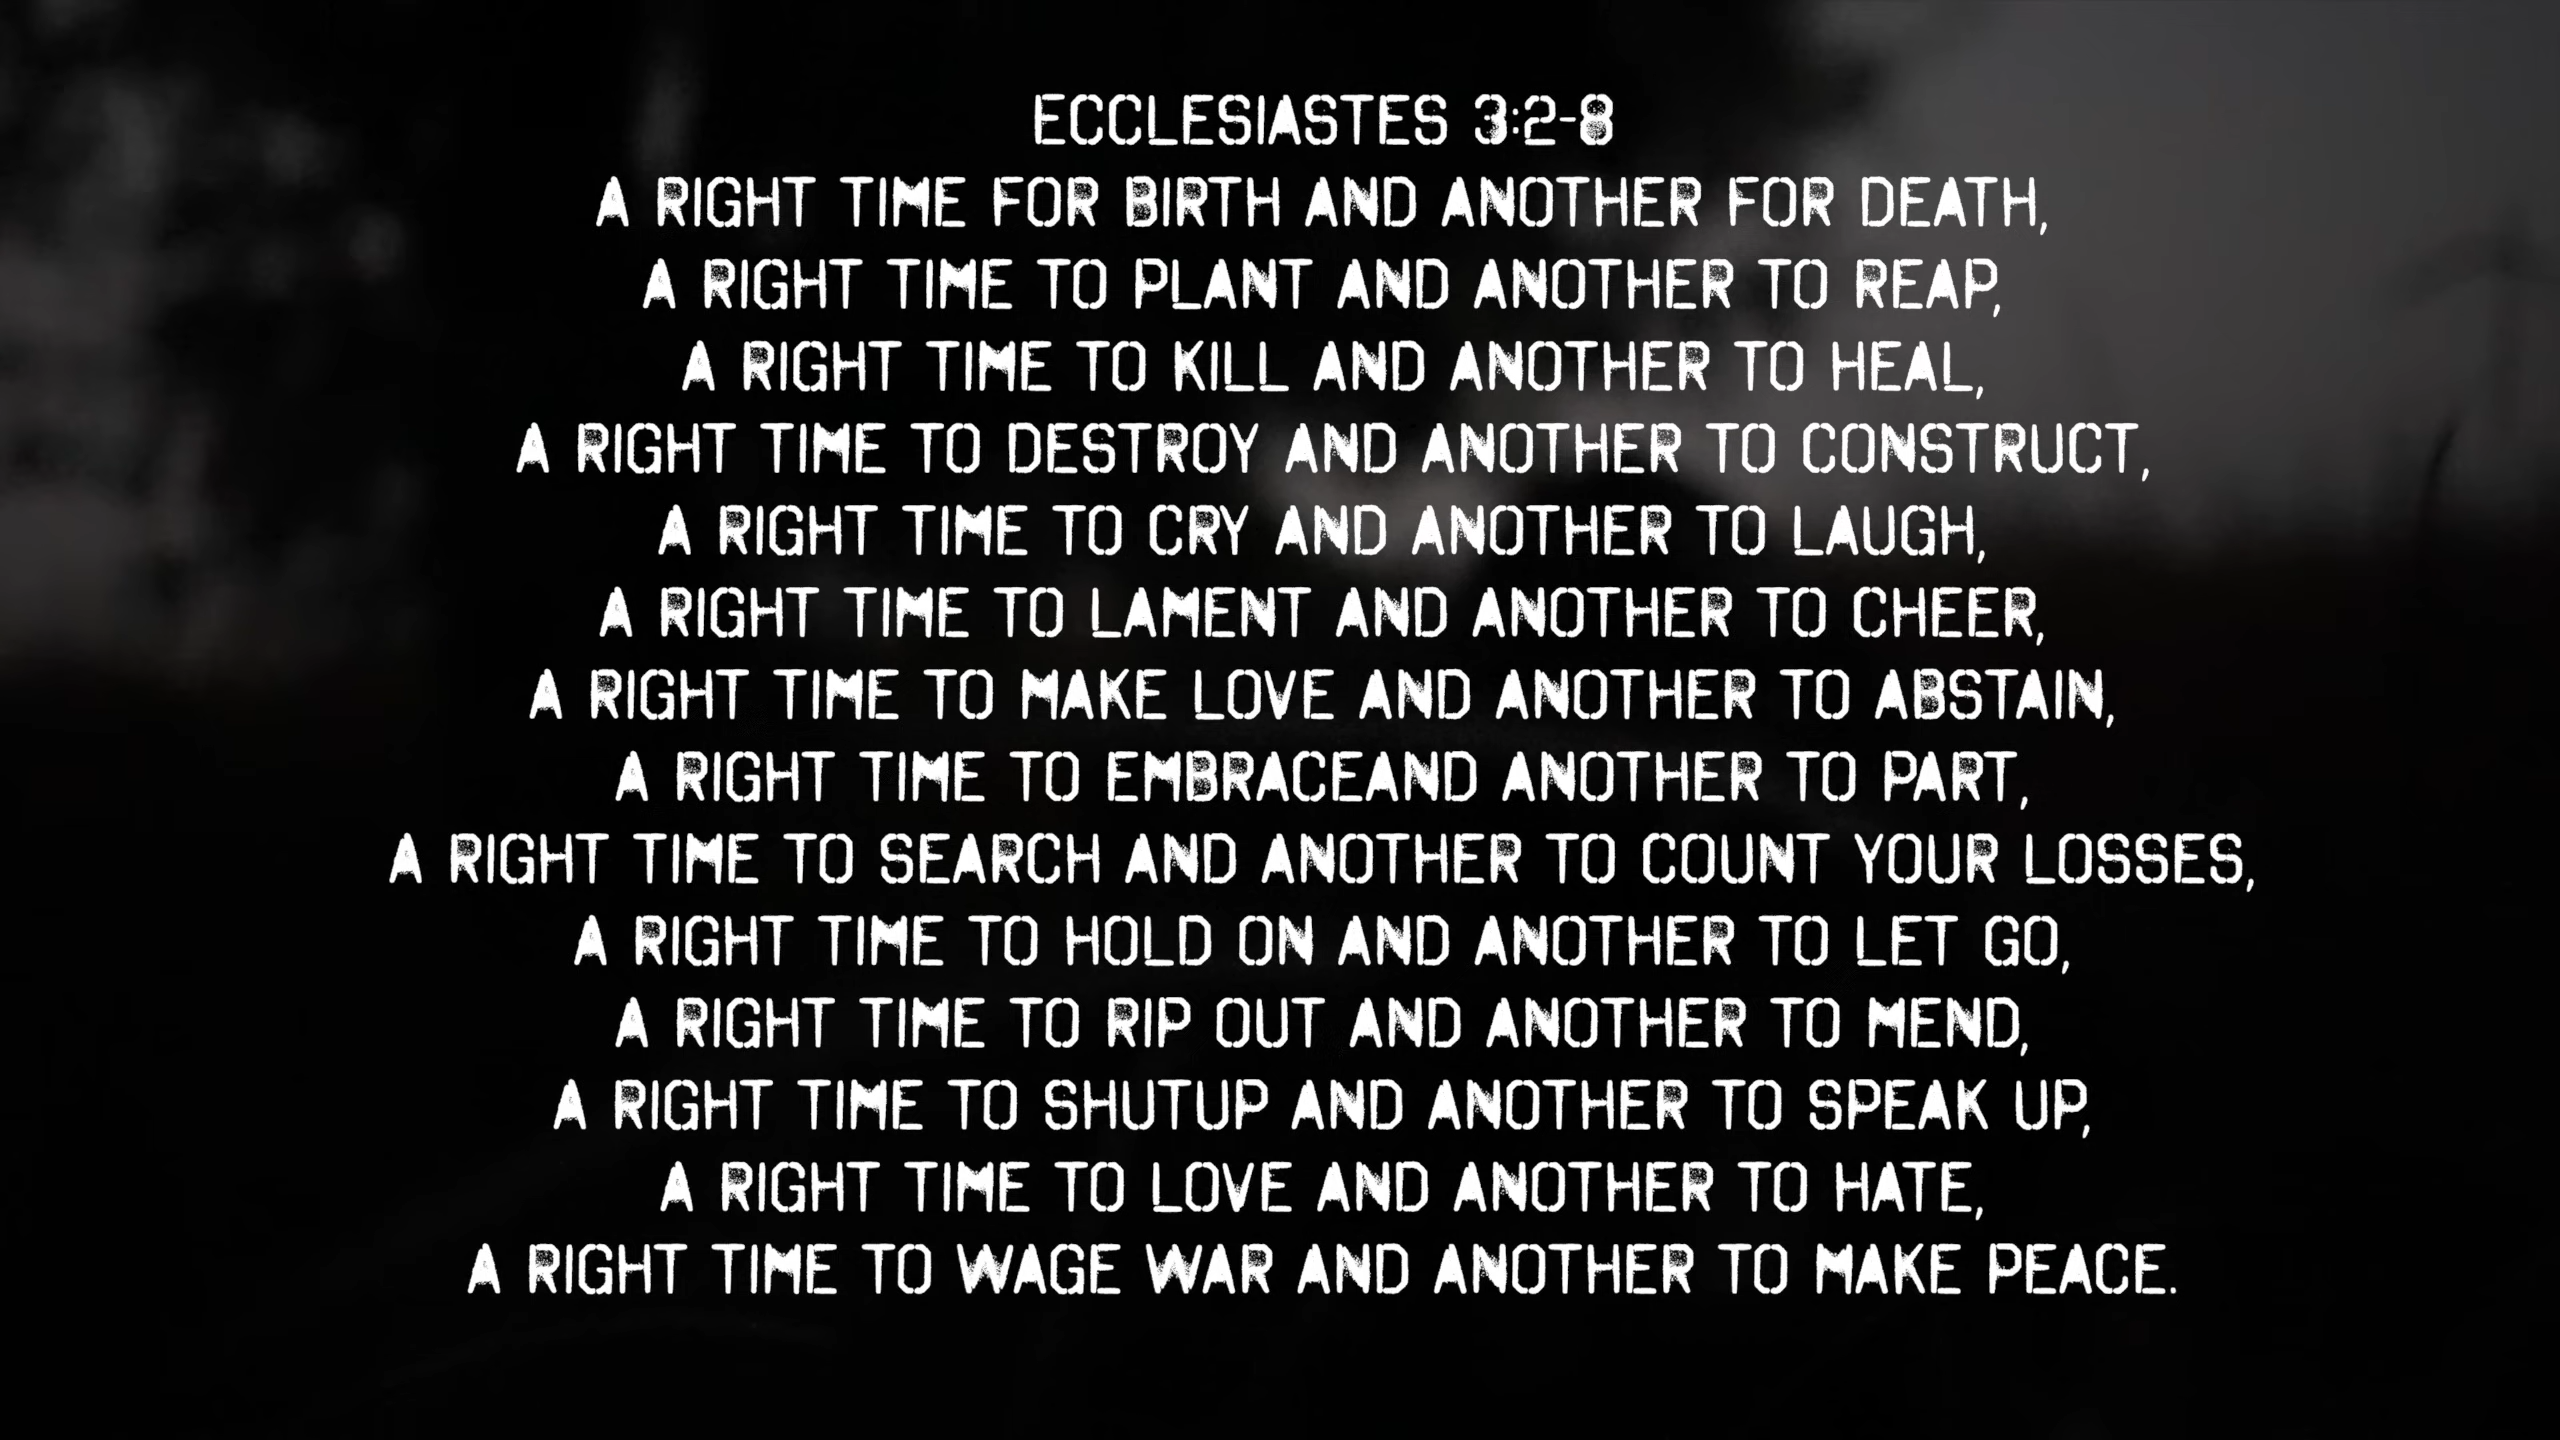 ECCLESIASTES 3:2-8
A RIGHT TIME FOR BIRTH AND ANOTHER FOR DEATH,
A RIGHT TIME TO PLANT AND ANOTHER TO REAP,
A RIGHT TIME TO KILL AND ANOTHER TO HEAL,
A RIGHT TIME TO DESTROY AND ANOTHER TO CONSTRUCT,
A RIGHT TIME TO CRY AND ANOTHER TO LAUGH,
A RIGHT TIME TO LAMENT AND ANOTHER TO CHEER,
A RIGHT TIME TO MAKE LOVE AND ANOTHER TO ABSTAIN,
A RIGHT TIME TO EMBRACEAND ANOTHER TO PART,
A RIGHT TIME TO SEARCH AND ANOTHER TO COUNT YOUR LOSSES,
A RIGHT TIME TO HOLD ON AND ANOTHER TO LET GO,
A RIGHT TIME TO RIP OUT AND ANOTHER TO MEND,
A RIGHT TIME TO SHUTUP AND ANOTHER TO SPEAK UP,
A RIGHT TIME TO LOVE AND ANOTHER TO HATE,
A RIGHT TIME TO WAGE WAR AND ANOTHER TO MAKE PEACE.